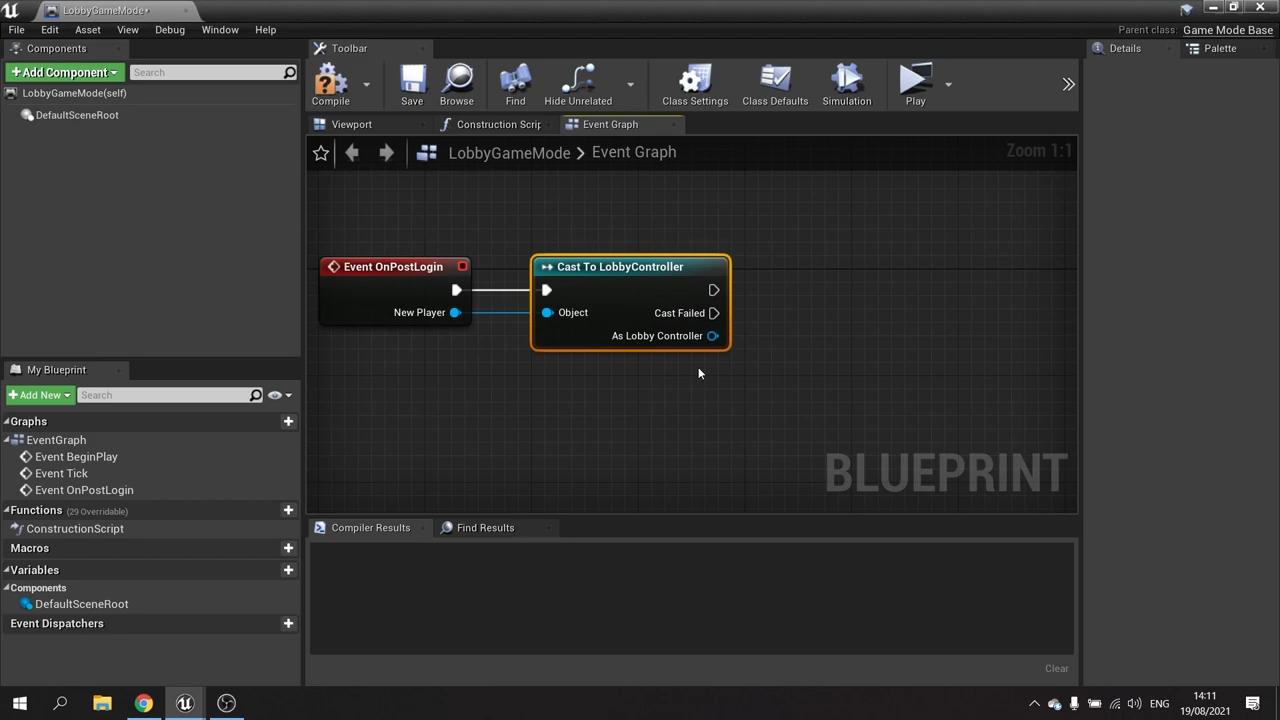 LobbyGameMode*
File Edit Asset View Debug Window Help
Parent class: Game Mode Base
Components
Toolbar
Details
Palette
Add Component
Search
LobbyGameMode(self)
DefaultSceneRoot
Compile
Save
Browse
Find
Hide Unrelated
Class Settings
Class Defaults
Simulation
Play
Viewport
Construction Scrip
Event Graph
LobbyGameMode > Event Graph
Zoom 1:1
Event OnPostLogin
New Player
Cast To LobbyController
Object
Cast Failed
As Lobby Controller
BLUEPRINT
My Blueprint
Add New
Search
Graphs
EventGraph
Event BeginPlay
Event Tick
Event OnPostLogin
Functions (29 Overridable)
ConstructionScript
Macros
Variables
Components
DefaultSceneRoot
Event Dispatchers
Compiler Results
Find Results
Clear
ENG
14:11
19/08/2021